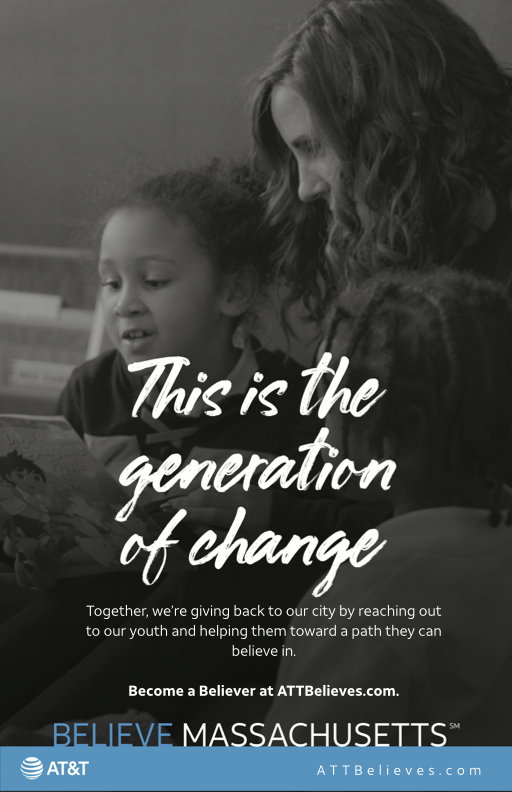 This is the
generation
of change
Together, we're giving back to our city by reaching out
to our youth and helping them toward a path they can
believe in.
Become a Believer at ATTBelieves.com.
BELIEVE MASSACHUSETTS℠
AT&T
ATTBelieves.com